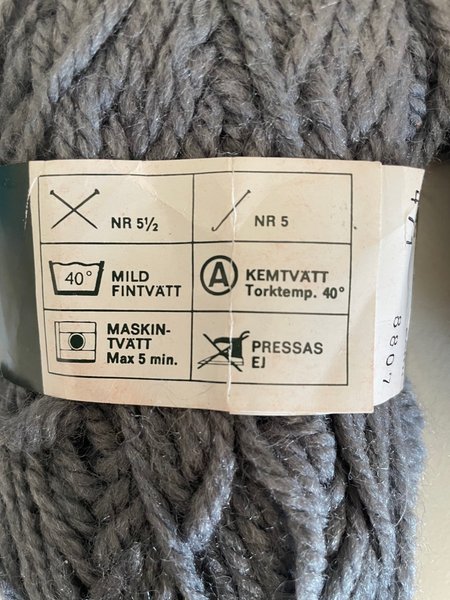 NR 5½
NR 5
40°
MILD
FINTVÄTT
A
KEMTVÄTT
Torktemp. 40°
MASKIN-
TVÄTT
Max 5 min.
PRESSAS
EJ